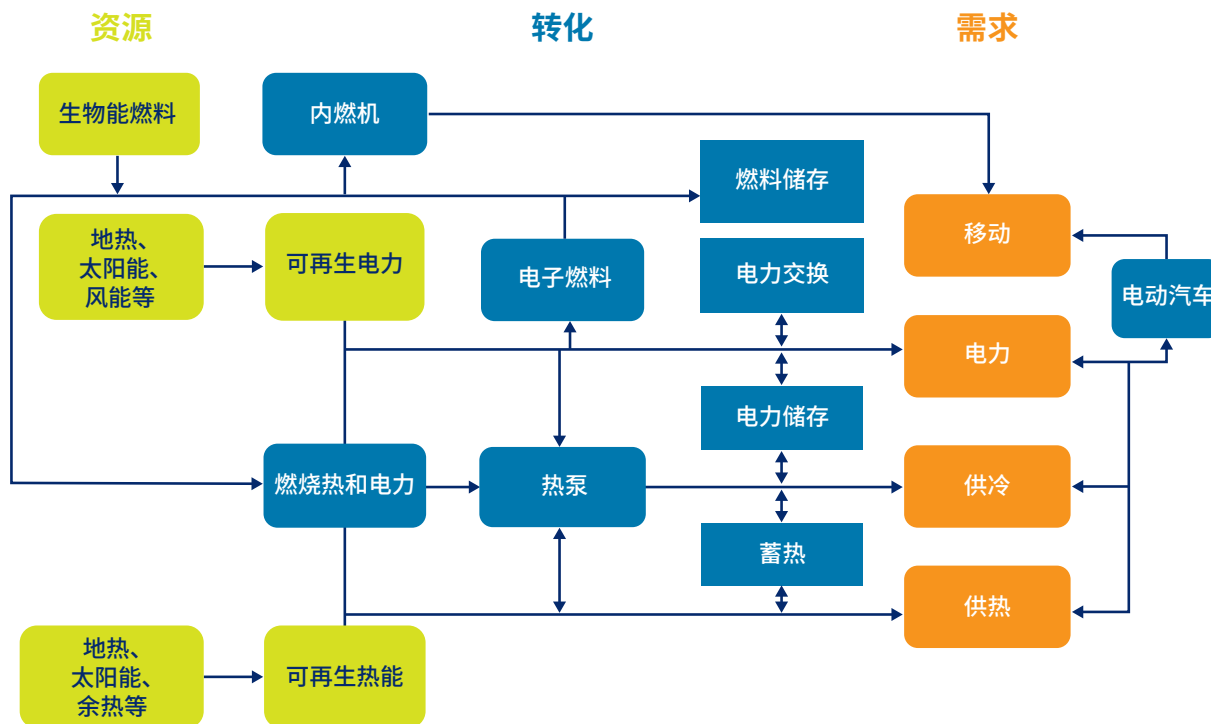 资源
转化
需求
生物能燃料
内燃机
燃料储存
移动
地热、
太阳能、
风能等
可再生电力
电子燃料
电力交换
电动汽车
电力
电力储存
燃烧热和电力
热泵
供冷
蓄热
供热
地热、
太阳能、
余热等
可再生热能